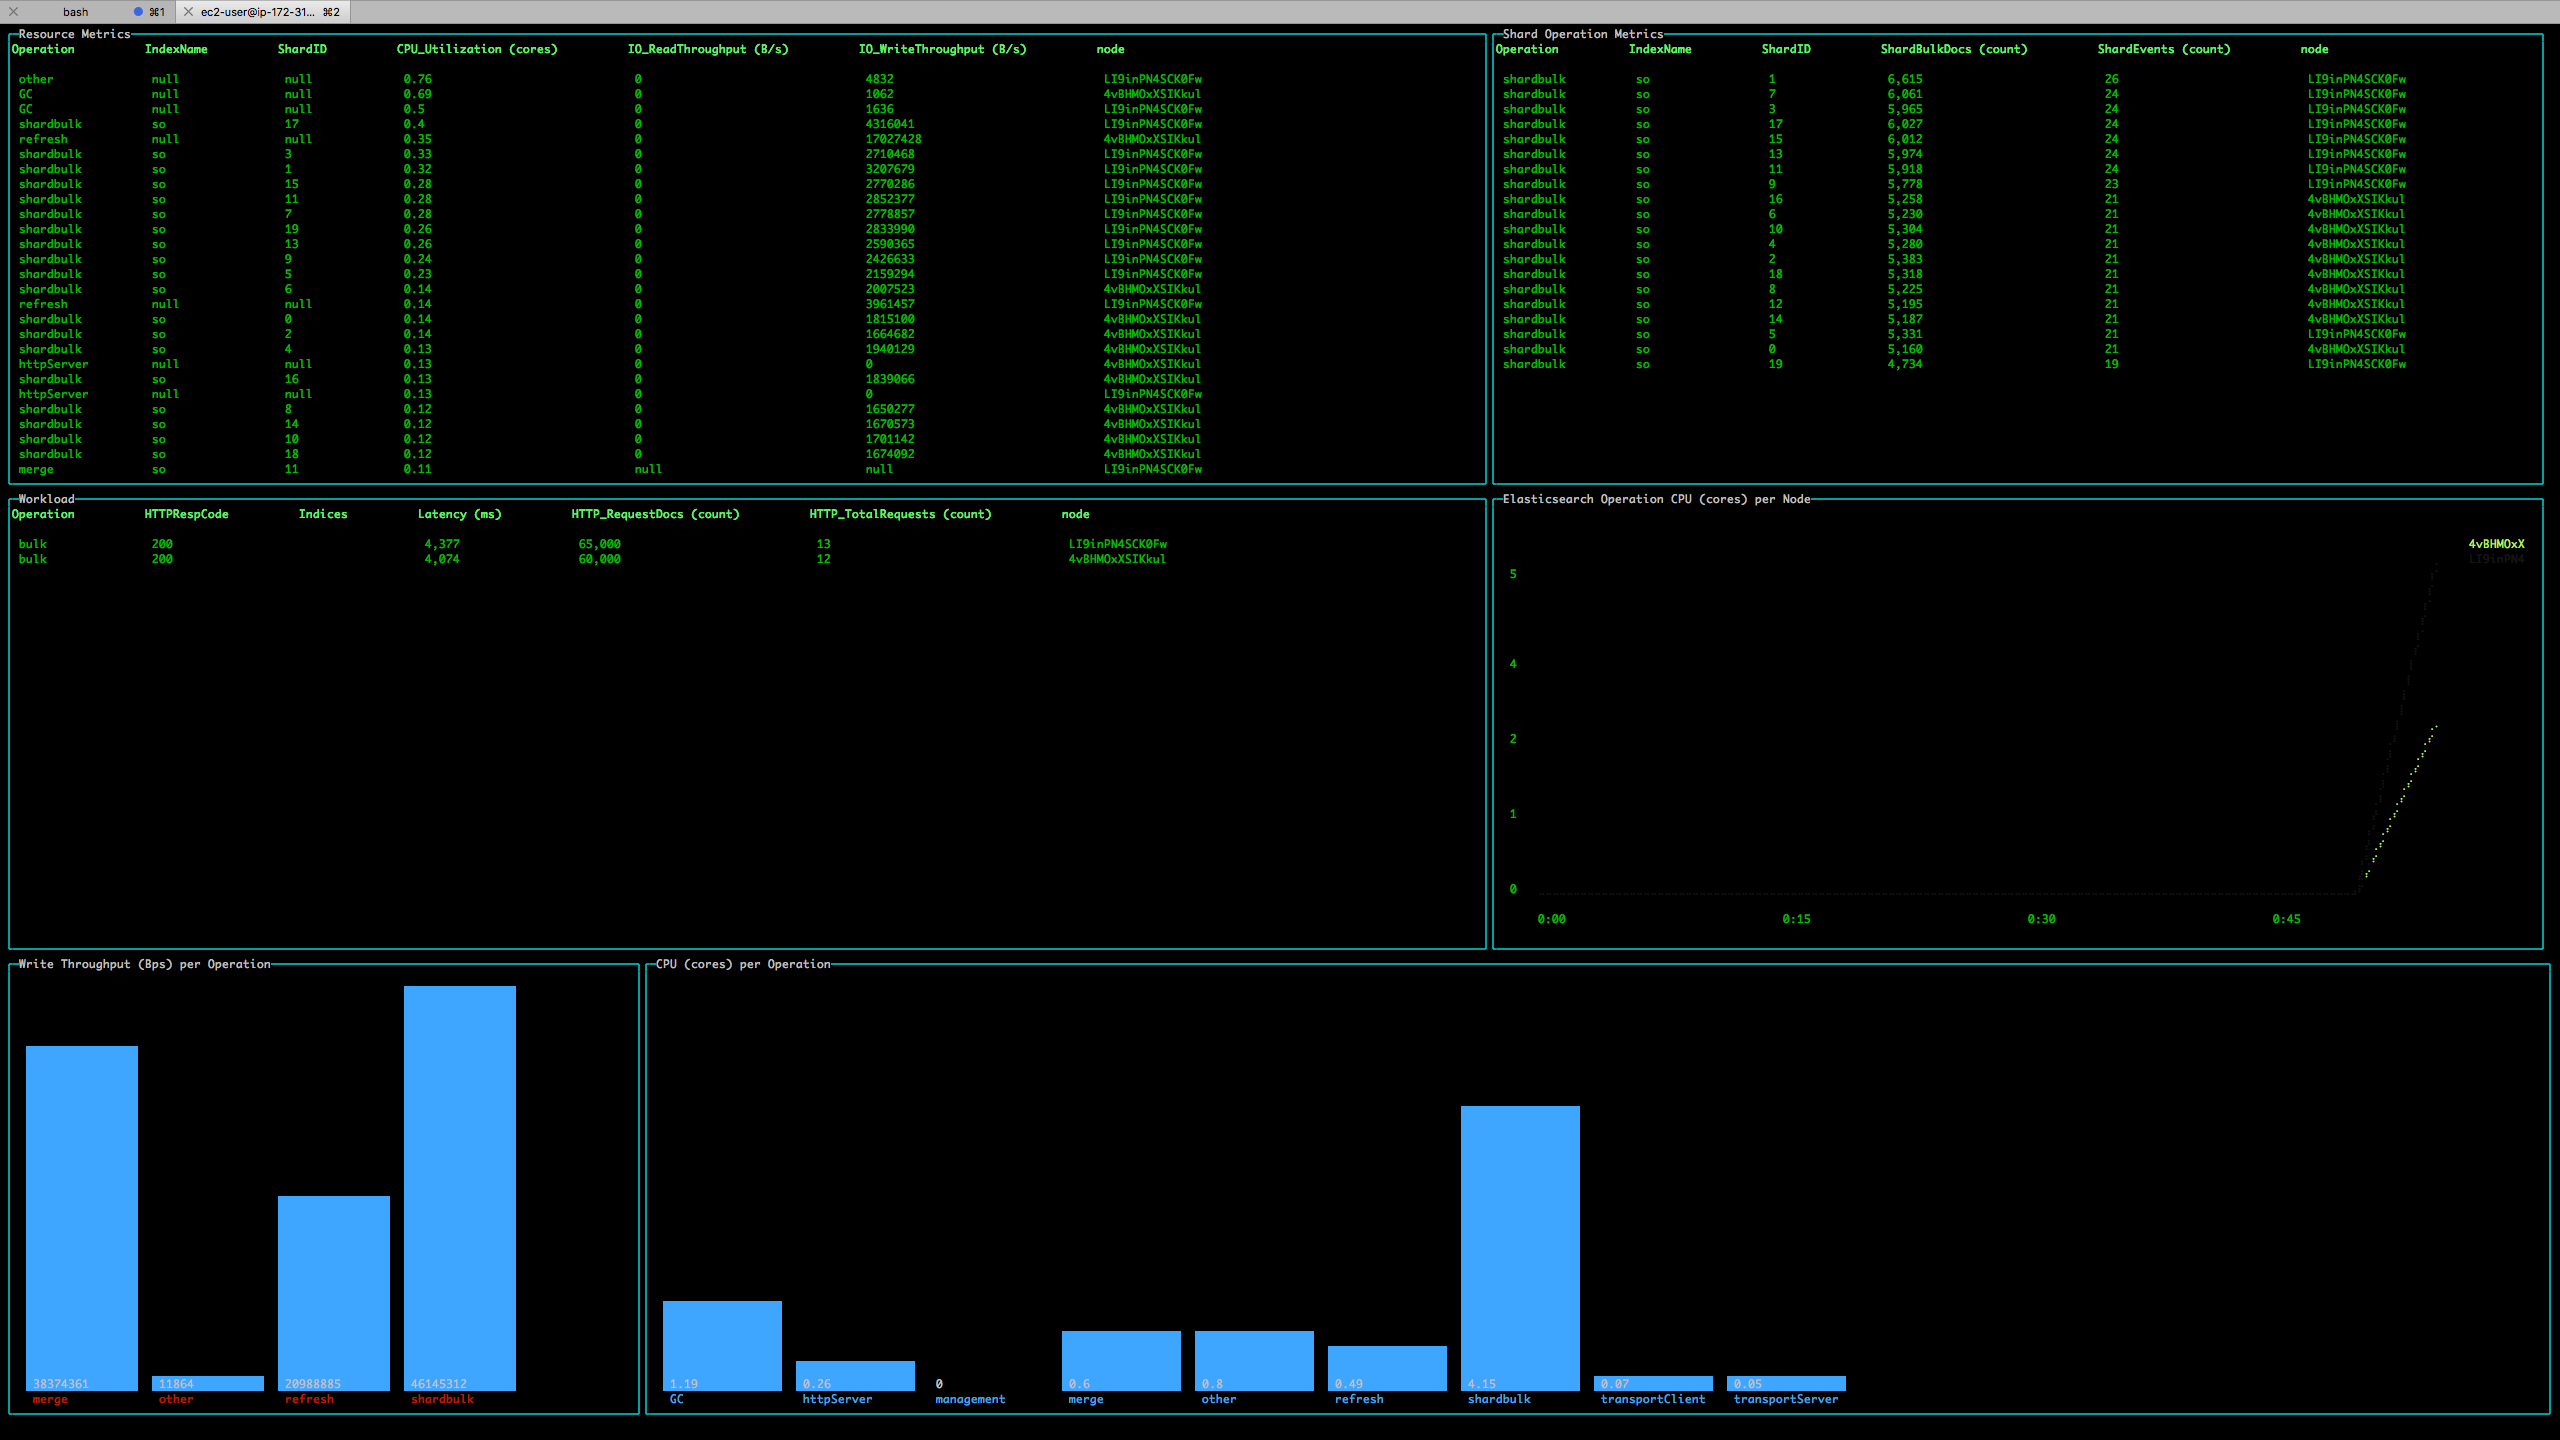 bash ⌘1 ec2-user@ip-172-31... ⌘2
Resource Metrics
Operation IndexName ShardID CPU_Utilization (cores) IO_ReadThroughput (B/s) IO_WriteThroughput (B/s) node
other null null 0.76 0 4832 LI9inPN4SCK0Fw
GC null null 0.69 0 1062 4vBHMOxXSIKkul
GC null null 0.5 0 1636 LI9inPN4SCK0Fw
shardbulk so 17 0.4 0 4316041 LI9inPN4SCK0Fw
refresh null null 0.35 0 17027428 4vBHMOxXSIKkul
shardbulk so 3 0.33 0 2710468 LI9inPN4SCK0Fw
shardbulk so 1 0.32 0 3207679 LI9inPN4SCK0Fw
shardbulk so 15 0.28 0 2770286 LI9inPN4SCK0Fw
shardbulk so 11 0.28 0 2852377 LI9inPN4SCK0Fw
shardbulk so 7 0.28 0 2778857 LI9inPN4SCK0Fw
shardbulk so 19 0.26 0 2833990 LI9inPN4SCK0Fw
shardbulk so 13 0.26 0 2590365 LI9inPN4SCK0Fw
shardbulk so 9 0.24 0 2426633 LI9inPN4SCK0Fw
shardbulk so 5 0.23 0 2159294 LI9inPN4SCK0Fw
shardbulk so 6 0.14 0 2007523 4vBHMOxXSIKkul
refresh null null 0.14 0 3961457 LI9inPN4SCK0Fw
shardbulk so 0 0.14 0 1815100 4vBHMOxXSIKkul
shardbulk so 2 0.14 0 1664682 4vBHMOxXSIKkul
shardbulk so 4 0.13 0 1940129 4vBHMOxXSIKkul
httpServer null null 0.13 0 0 4vBHMOxXSIKkul
shardbulk so 16 0.13 0 1839066 4vBHMOxXSIKkul
httpServer null null 0.13 0 0 LI9inPN4SCK0Fw
shardbulk so 8 0.12 0 1650277 4vBHMOxXSIKkul
shardbulk so 14 0.12 0 1670573 4vBHMOxXSIKkul
shardbulk so 10 0.12 0 1701142 4vBHMOxXSIKkul
shardbulk so 18 0.12 0 1674092 4vBHMOxXSIKkul
merge so 11 0.11 null null LI9inPN4SCK0Fw
Shard Operation Metrics
Operation IndexName ShardID ShardBulkDocs (count) ShardEvents (count) node
shardbulk so 1 6,615 26 LI9inPN4SCK0Fw
shardbulk so 7 6,061 24 LI9inPN4SCK0Fw
shardbulk so 3 5,965 24 LI9inPN4SCK0Fw
shardbulk so 17 6,027 24 LI9inPN4SCK0Fw
shardbulk so 15 6,012 24 LI9inPN4SCK0Fw
shardbulk so 13 5,974 24 LI9inPN4SCK0Fw
shardbulk so 11 5,918 24 LI9inPN4SCK0Fw
shardbulk so 9 5,778 23 LI9inPN4SCK0Fw
shardbulk so 16 5,258 21 4vBHMOxXSIKkul
shardbulk so 6 5,230 21 4vBHMOxXSIKkul
shardbulk so 10 5,304 21 4vBHMOxXSIKkul
shardbulk so 4 5,280 21 4vBHMOxXSIKkul
shardbulk so 2 5,383 21 4vBHMOxXSIKkul
shardbulk so 18 5,318 21 4vBHMOxXSIKkul
shardbulk so 8 5,225 21 4vBHMOxXSIKkul
shardbulk so 12 5,195 21 4vBHMOxXSIKkul
shardbulk so 14 5,187 21 4vBHMOxXSIKkul
shardbulk so 5 5,331 21 LI9inPN4SCK0Fw
shardbulk so 0 5,160 21 4vBHMOxXSIKkul
shardbulk so 19 4,734 19 LI9inPN4SCK0Fw
Workload
Operation HTTPRespCode Indices Latency (ms) HTTP_RequestDocs (count) HTTP_TotalRequests (count) node
bulk 200 4,377 65,000 13 LI9inPN4SCK0Fw
bulk 200 4,074 60,000 12 4vBHMOxXSIKkul
Elasticsearch Operation CPU (cores) per Node
4vBHMOxX
LI9inPN4
5
4
2
1
0
0:00 0:15 0:30 0:45
Write Throughput (Bps) per Operation
38374361 11864 20988885 46145312
merge other refresh shardbulk
CPU (cores) per Operation
1.19 0.26 0 0.6 0.8 0.49 4.15 0.07 0.05
GC httpServer management merge other refresh shardbulk transportClient transportServer